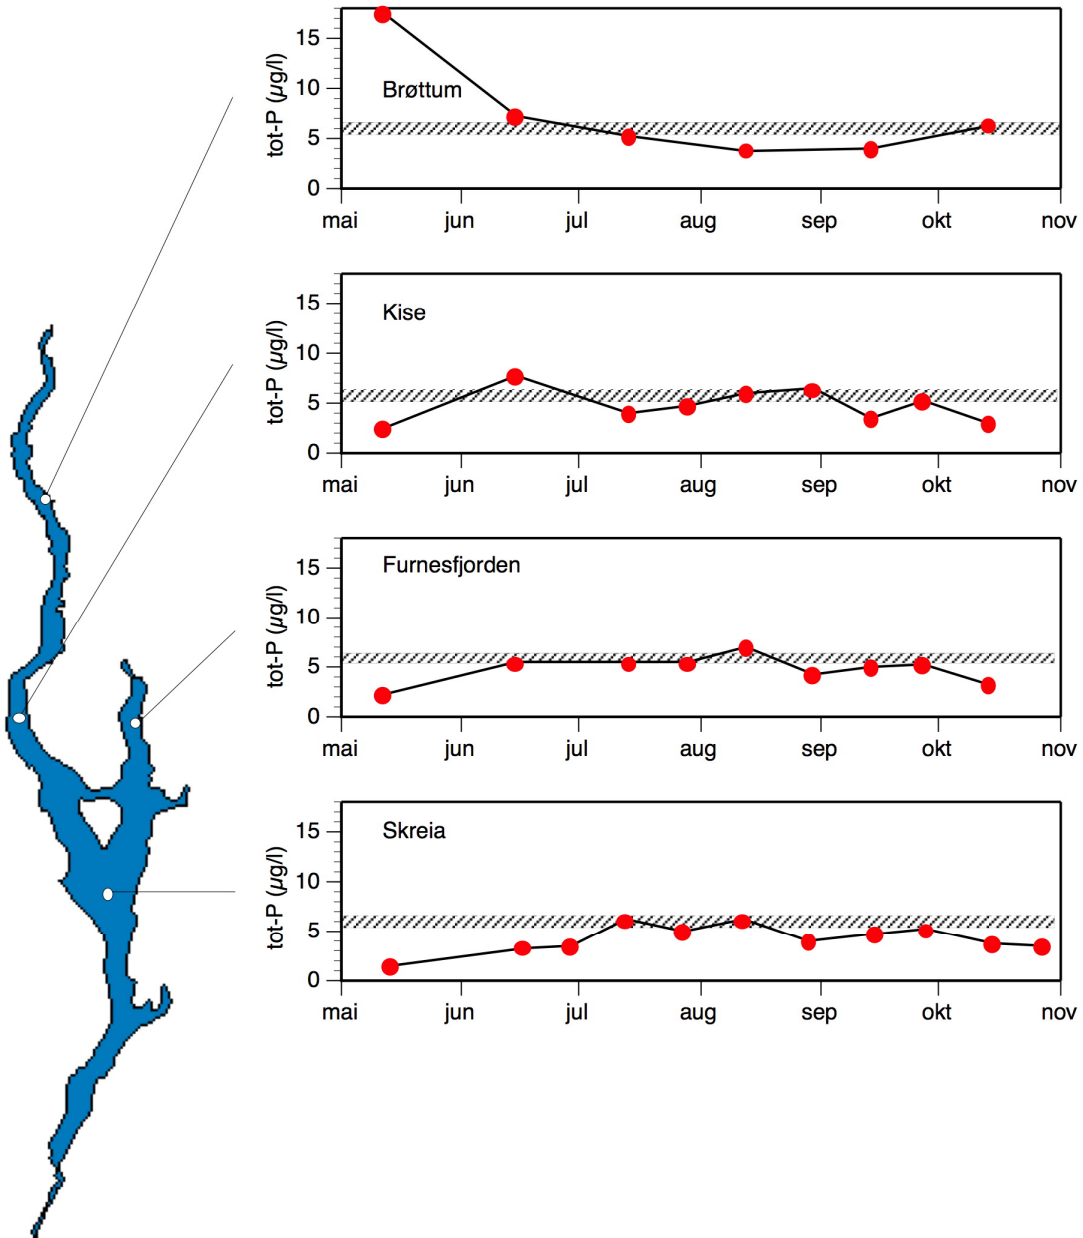 tot-P (µg/l)
15
10
5
0
Brøttum
mai jun jul aug sep okt nov
tot-P (µg/l)
15
10
5
0
Kise
mai jun jul aug sep okt nov
tot-P (µg/l)
15
10
5
0
Furnesfjorden
mai jun jul aug sep okt nov
tot-P (µg/l)
15
10
5
0
Skreia
mai jun jul aug sep okt nov